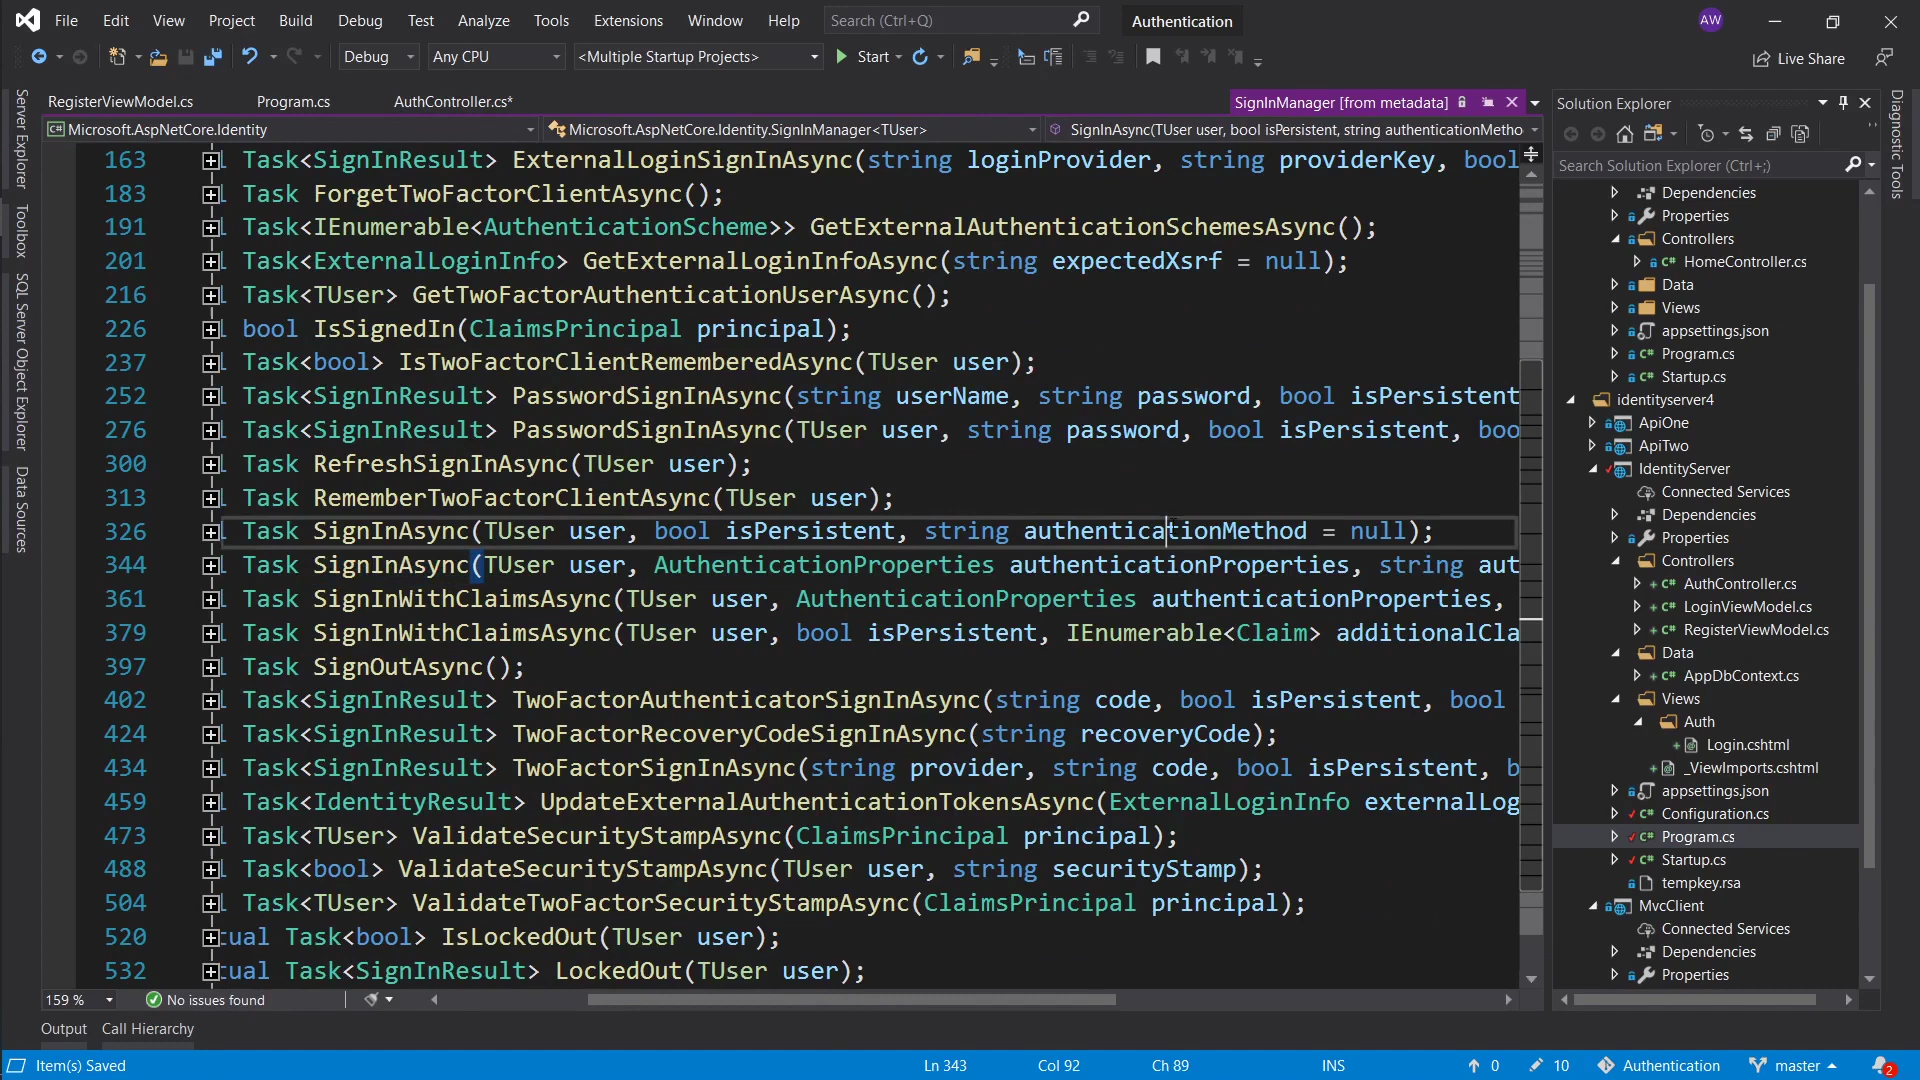 File Edit View Project Build Debug Test Analyze Tools Extensions Window Help Search (Ctrl+Q) Authentication AW
Debug Any CPU <Multiple Startup Projects> Start Live Share
RegisterViewModel.cs Program.cs AuthController.cs* SignInManager [from metadata]
Microsoft.AspNetCore.Identity Microsoft.AspNetCore.Identity.SignInManager<TUser> SignInAsync(TUser user, bool isPersistent, string authenticationMetho
163 Task<SignInResult> ExternalLoginSignInAsync(string loginProvider, string providerKey, bool
183 Task ForgetTwoFactorClientAsync();
191 Task<IEnumerable<AuthenticationScheme>> GetExternalAuthenticationSchemesAsync();
201 Task<ExternalLoginInfo> GetExternalLoginInfoAsync(string expectedXsrf = null);
216 Task<TUser> GetTwoFactorAuthenticationUserAsync();
226 bool IsSignedIn(ClaimsPrincipal principal);
237 Task<bool> IsTwoFactorClientRememberedAsync(TUser user);
252 Task<SignInResult> PasswordSignInAsync(string userName, string password, bool isPersistent
276 Task<SignInResult> PasswordSignInAsync(TUser user, string password, bool isPersistent, boo
300 Task RefreshSignInAsync(TUser user);
313 Task RememberTwoFactorClientAsync(TUser user);
326 Task SignInAsync(TUser user, bool isPersistent, string authenticationMethod = null);
344 Task SignInAsync(TUser user, AuthenticationProperties authenticationProperties, string aut
361 Task SignInWithClaimsAsync(TUser user, AuthenticationProperties authenticationProperties,
379 Task SignInWithClaimsAsync(TUser user, bool isPersistent, IEnumerable<Claim> additionalCla
397 Task SignOutAsync();
402 Task<SignInResult> TwoFactorAuthenticatorSignInAsync(string code, bool isPersistent, bool
424 Task<SignInResult> TwoFactorRecoveryCodeSignInAsync(string recoveryCode);
434 Task<SignInResult> TwoFactorSignInAsync(string provider, string code, bool isPersistent, b
459 Task<IdentityResult> UpdateExternalAuthenticationTokensAsync(ExternalLoginInfo externalLog
473 Task<TUser> ValidateSecurityStampAsync(ClaimsPrincipal principal);
488 Task<bool> ValidateSecurityStampAsync(TUser user, string securityStamp);
504 Task<TUser> ValidateTwoFactorSecurityStampAsync(ClaimsPrincipal principal);
520 tual Task<bool> IsLockedOut(TUser user);
532 tual Task<SignInResult> LockedOut(TUser user);
159 % No issues found
Output Call Hierarchy
Item(s) Saved Ln 343 Col 92 Ch 89 INS 0 10 Authentication master 2
Server Explorer
Toolbox
SQL Server Object Explorer
Data Sources
Solution Explorer
Search Solution Explorer (Ctrl+;)
Dependencies
Properties
Controllers
C# HomeController.cs
Data
Views
appsettings.json
C# Program.cs
C# Startup.cs
identityserver4
ApiOne
ApiTwo
IdentityServer
Connected Services
Dependencies
Properties
Controllers
C# AuthController.cs
C# LoginViewModel.cs
C# RegisterViewModel.cs
Data
C# AppDbContext.cs
Views
Auth
Login.cshtml
_ViewImports.cshtml
appsettings.json
C# Configuration.cs
C# Program.cs
C# Startup.cs
tempkey.rsa
MvcClient
Connected Services
Dependencies
Properties
Diagnostic Tools